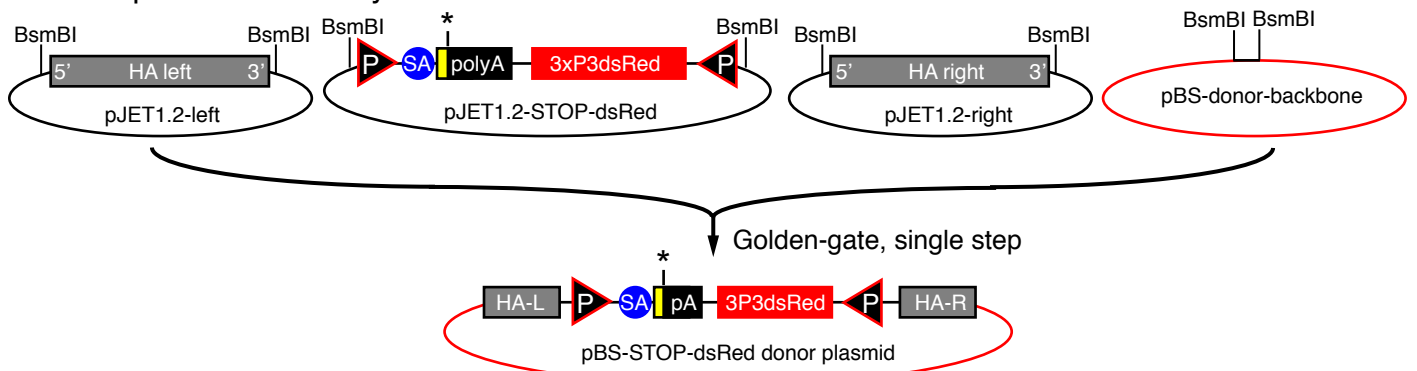 BsmBI BsmBI BsmBI * BsmBI BsmBI BsmBI BsmBI BsmBI
5’ HA left 3’ P SA polyA 3xP3dsRed P 5’ HA right 3’
pJET1.2-left pJET1.2-STOP-dsRed pJET1.2-right pBS-donor-backbone
Golden-gate, single step
*
HA-L P SA pA 3P3dsRed P HA-R
pBS-STOP-dsRed donor plasmid